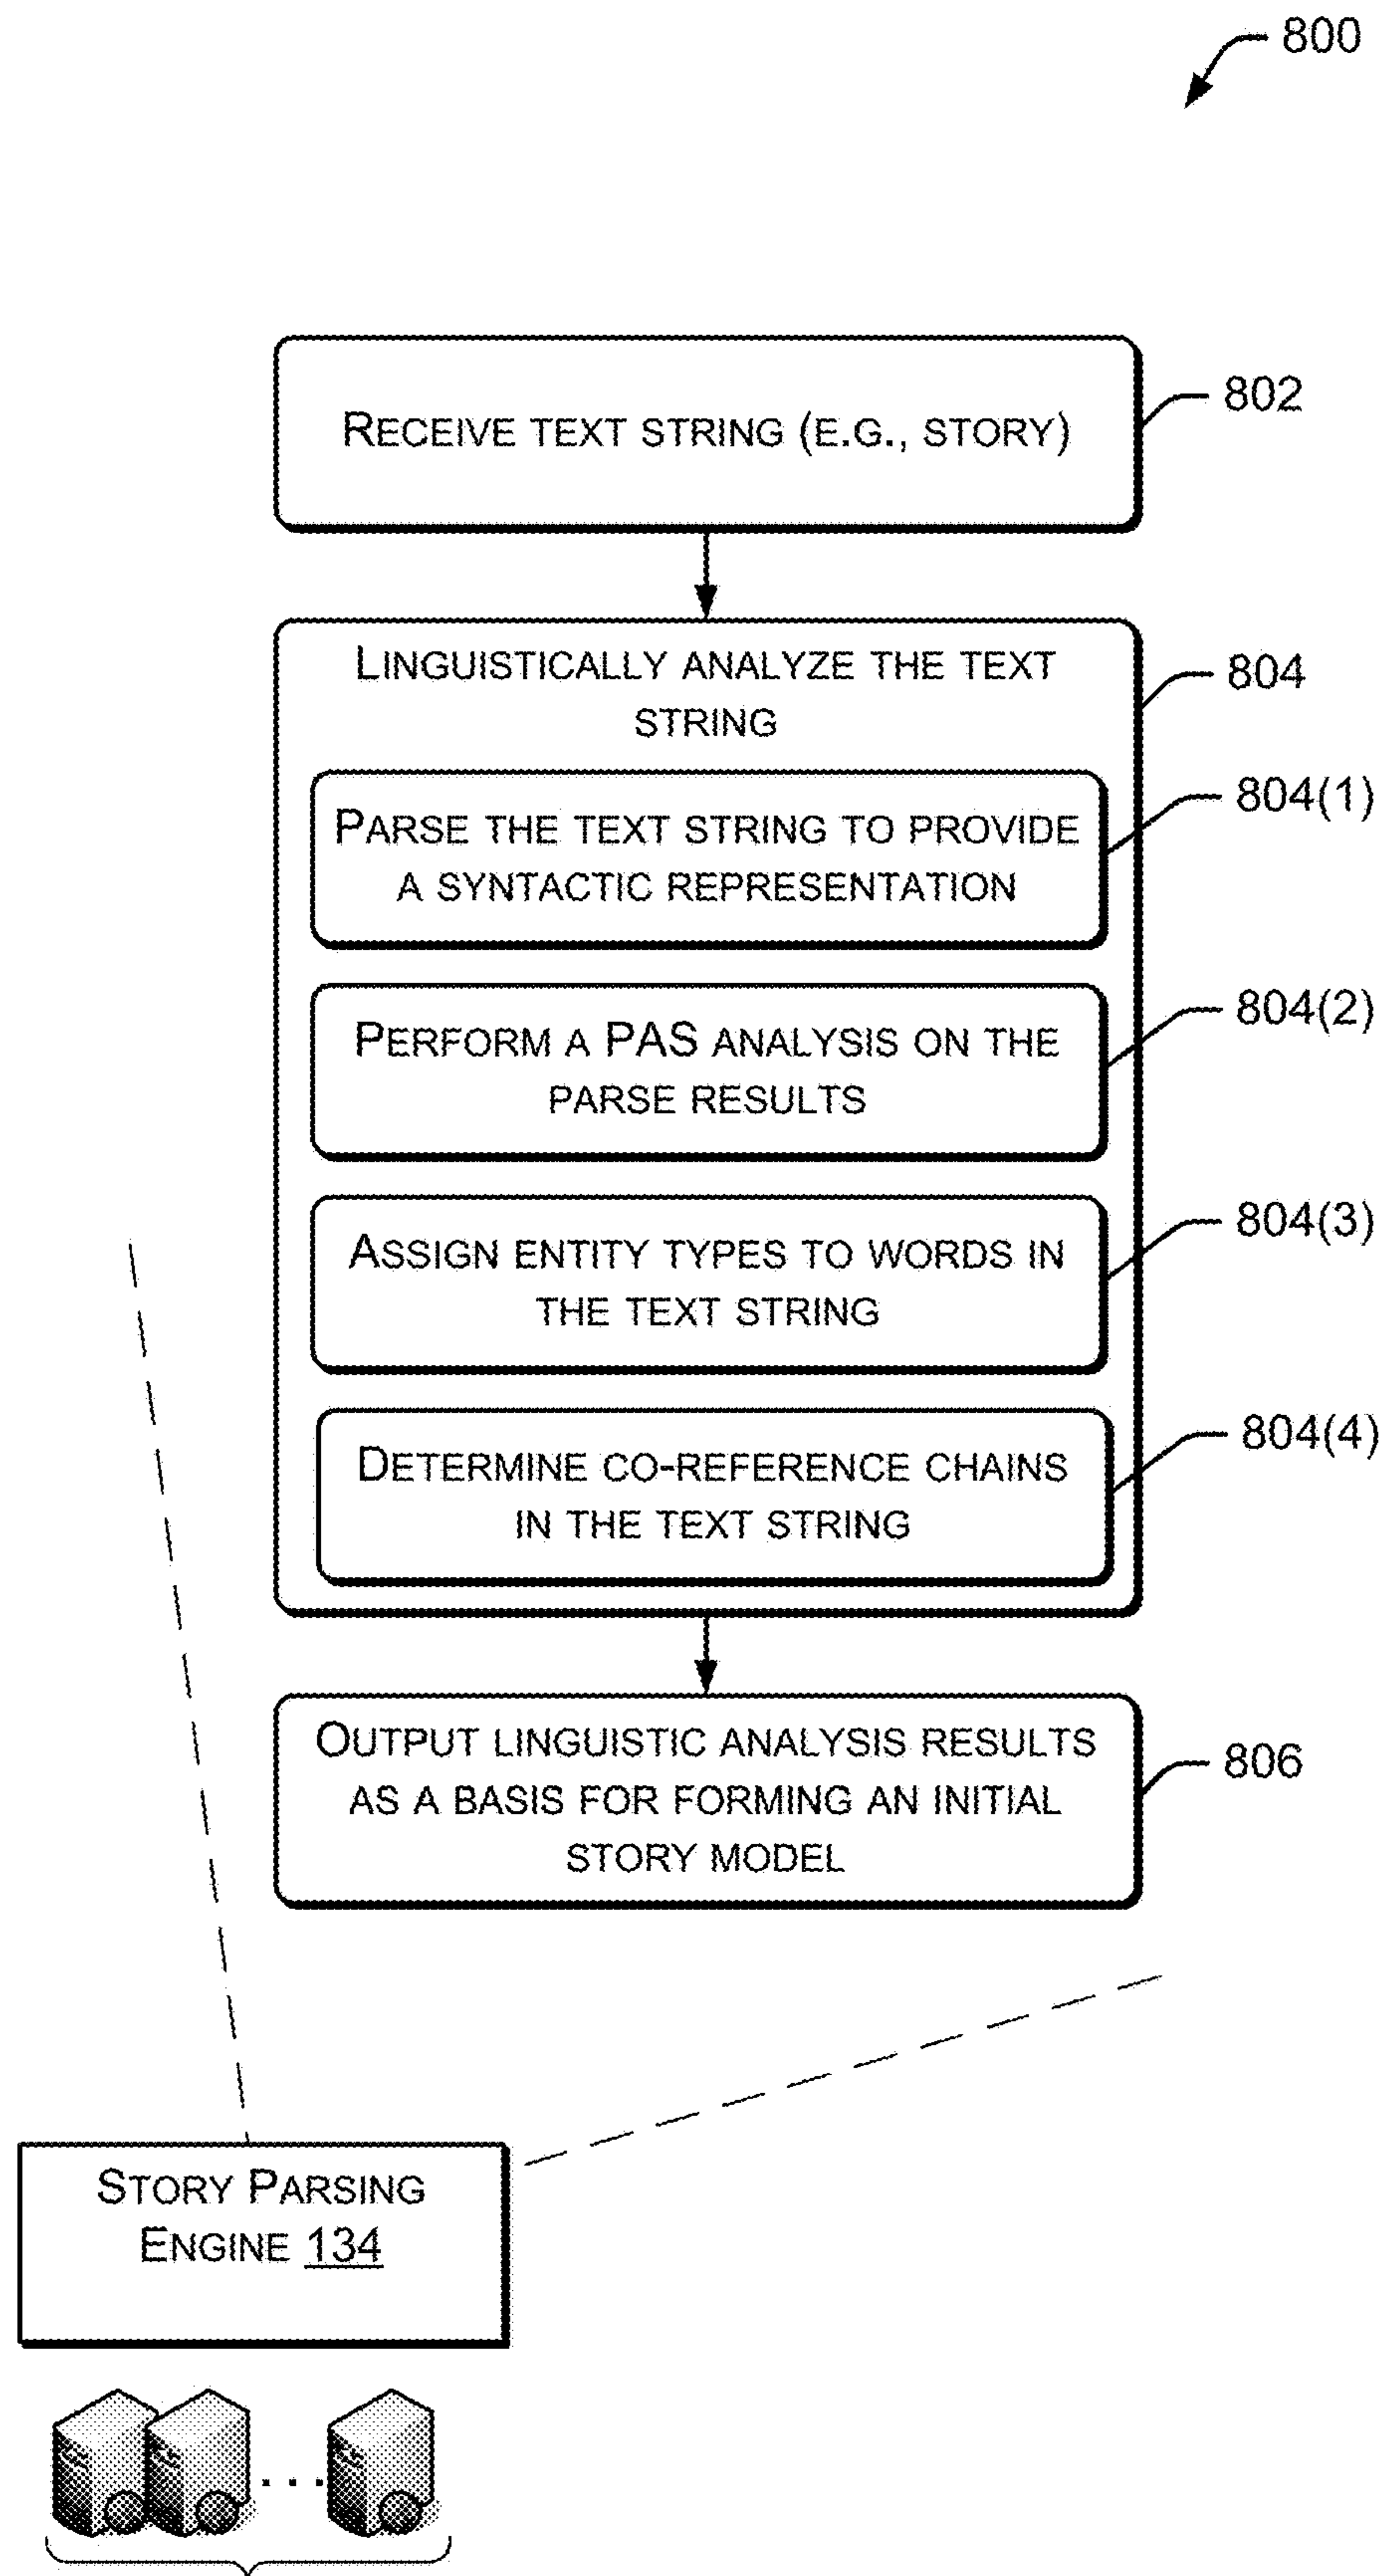 800
RECEIVE TEXT STRING (E.G., STORY)
802
LINGUISTICALLY ANALYZE THE TEXT
STRING
804
PARSE THE TEXT STRING TO PROVIDE
A SYNTACTIC REPRESENTATION
804(1)
PERFORM A PAS ANALYSIS ON THE
PARSE RESULTS
804(2)
ASSIGN ENTITY TYPES TO WORDS IN
THE TEXT STRING
804(3)
DETERMINE CO-REFERENCE CHAINS
IN THE TEXT STRING
804(4)
OUTPUT LINGUISTIC ANALYSIS RESULTS
AS A BASIS FOR FORMING AN INITIAL
STORY MODEL
806
STORY PARSING
ENGINE 134
. . .